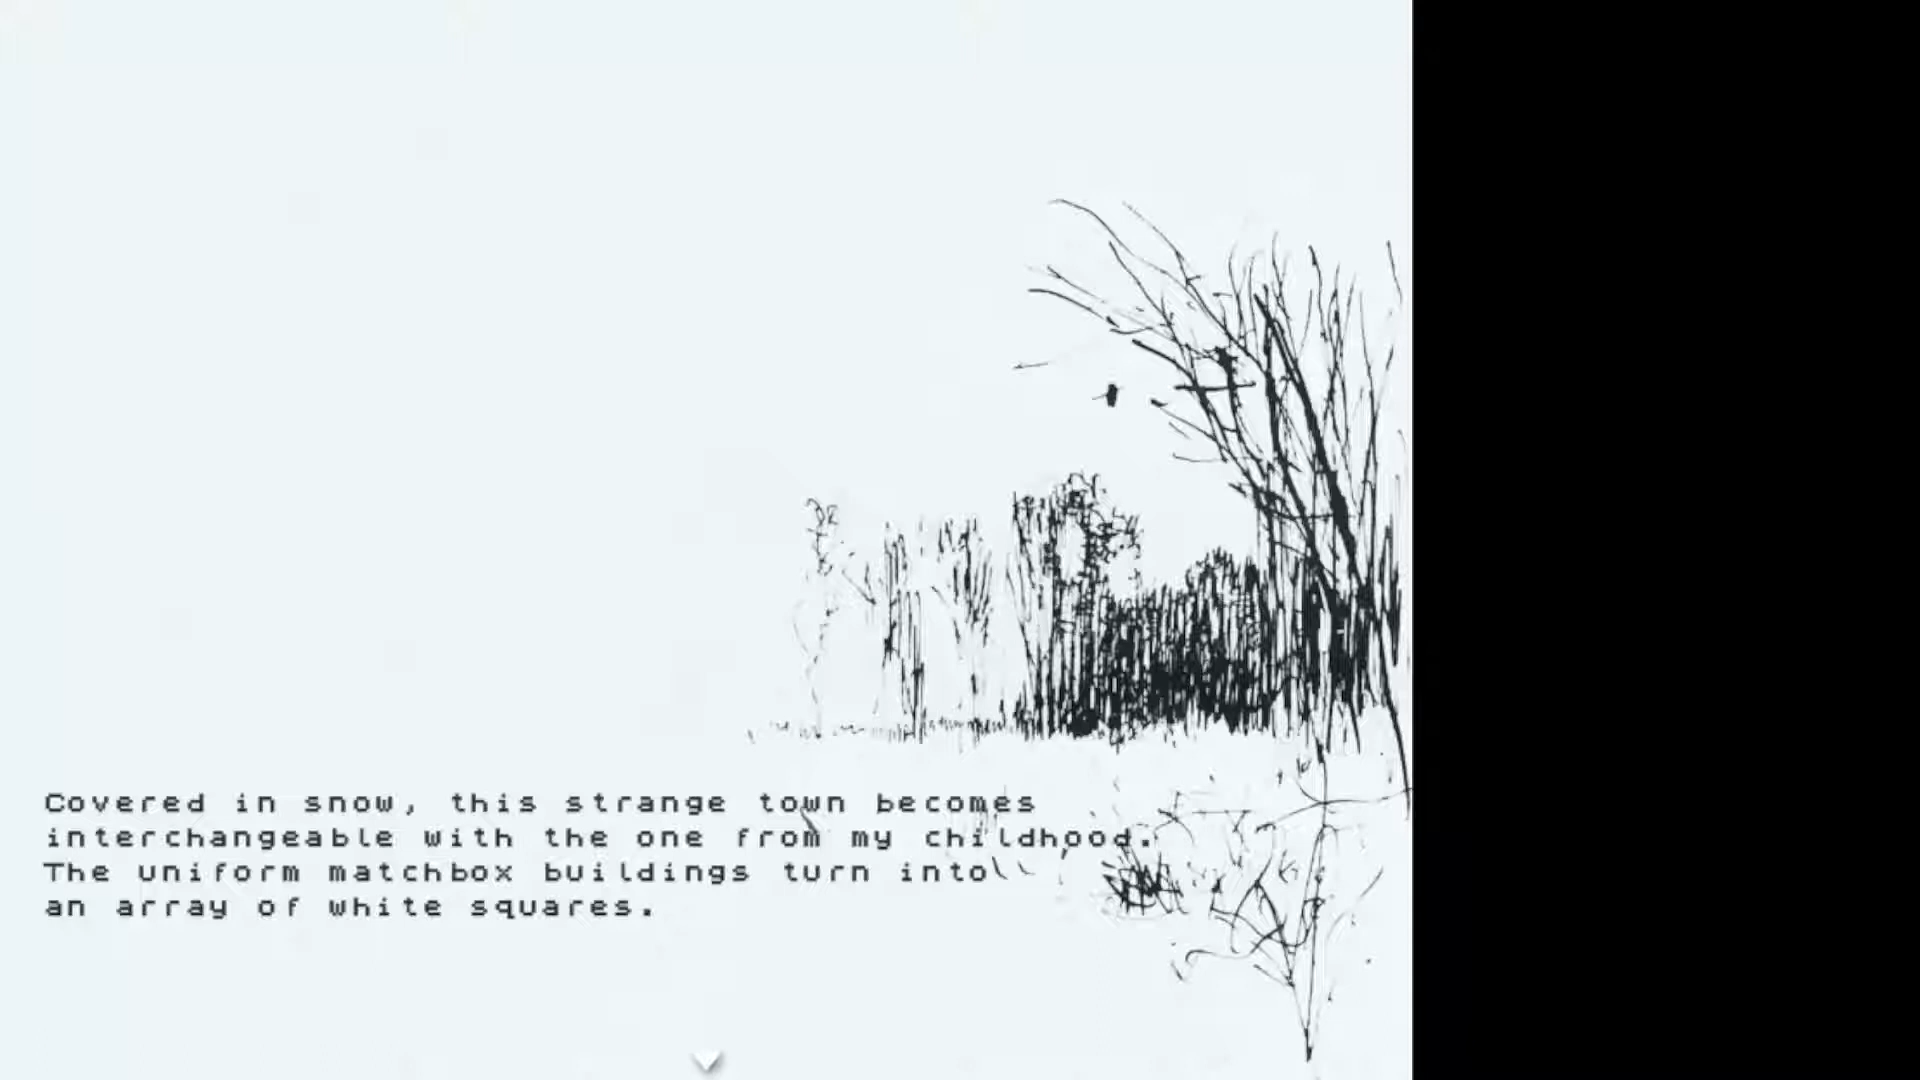 Covered in snow, this strange town becomes
interchangeable with the one from my childhood.
The uniform matchbox buildings turn into
an array of white squares.